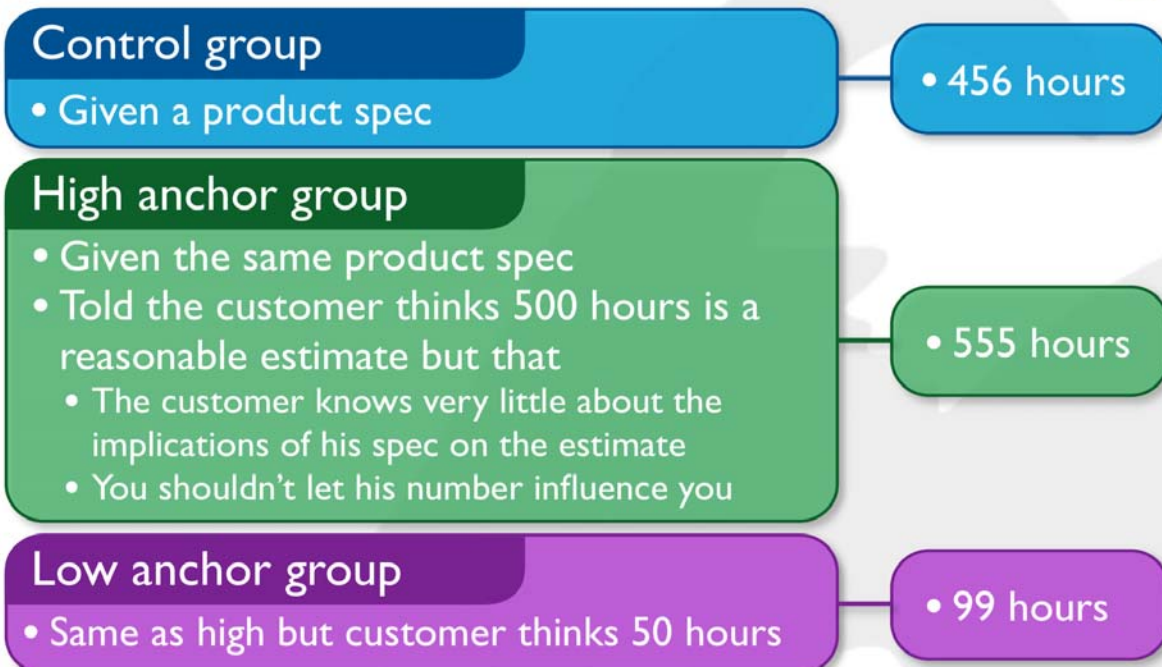 Control group
• Given a product spec
• 456 hours
High anchor group
• Given the same product spec
• Told the customer thinks 500 hours is a
reasonable estimate but that
• The customer knows very little about the
implications of his spec on the estimate
• You shouldn’t let his number influence you
• 555 hours
Low anchor group
• Same as high but customer thinks 50 hours
• 99 hours